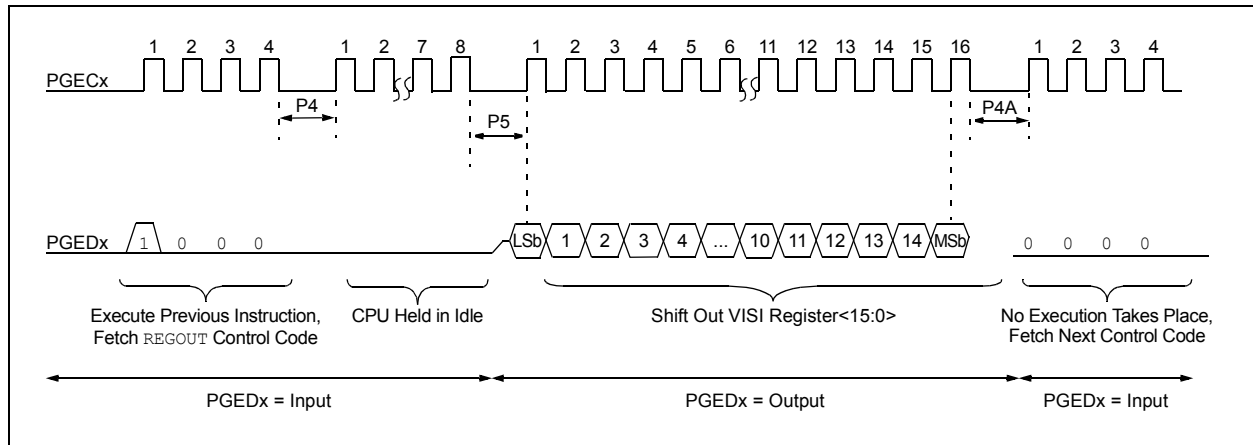 1 2 3 4 1 2 7 8 1 2 3 4 5 6 11 12 13 14 15 16 1 2 3 4
PGECx
P4 P5 P4A
PGEDx 1 0 0 0 LSb 1 2 3 4 ... 10 11 12 13 14 MSb 0 0 0 0
Execute Previous Instruction,
Fetch REGOUT Control Code
CPU Held in Idle
Shift Out VISI Register<15:0>
No Execution Takes Place,
Fetch Next Control Code
PGEDx = Input
PGEDx = Output
PGEDx = Input